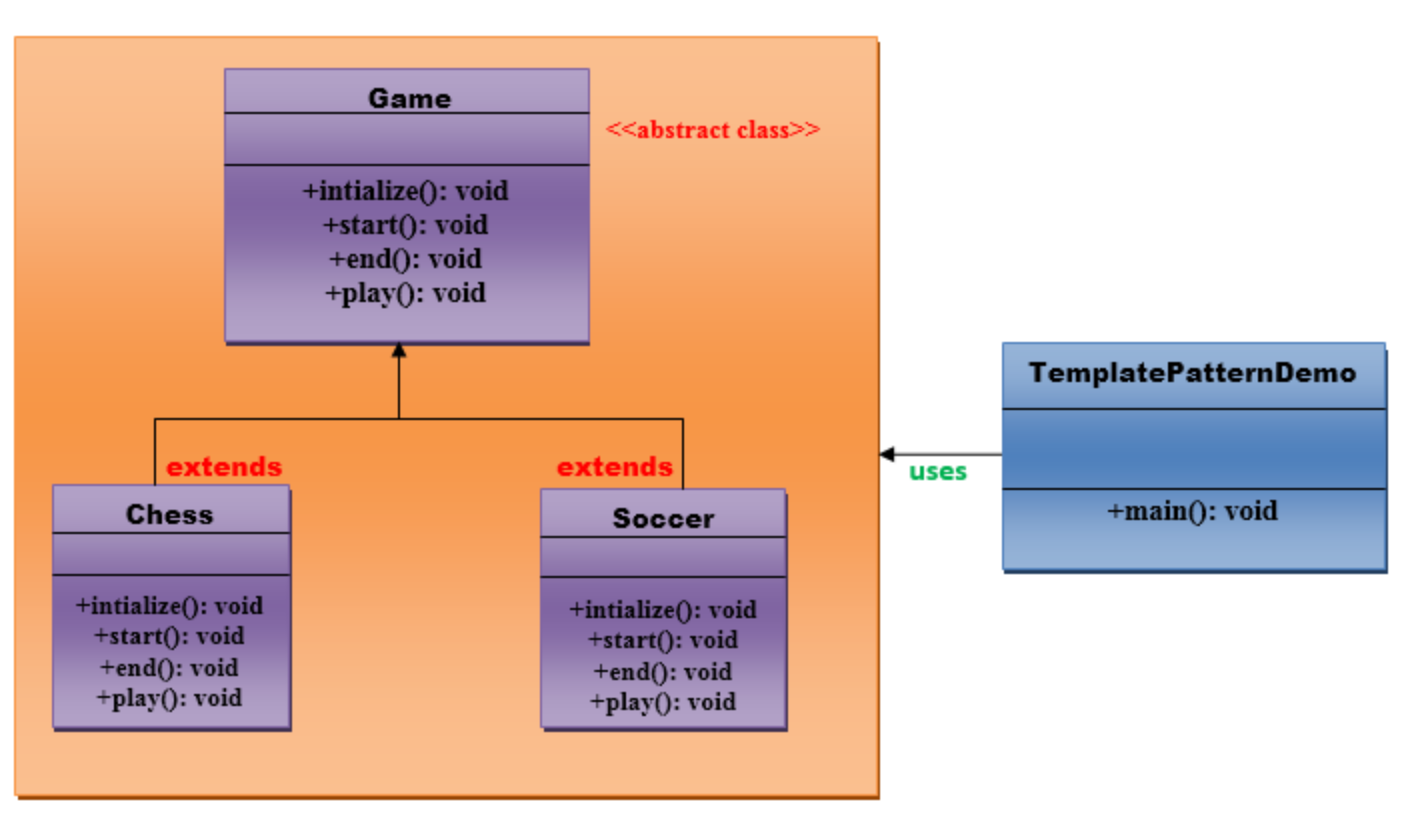 Game
<<abstract class>>
+intialize(): void
+start(): void
+end(): void
+play(): void
TemplatePatternDemo
+main(): void
uses
extends
extends
Chess
+intialize(): void
+start(): void
+end(): void
+play(): void
Soccer
+intialize(): void
+start(): void
+end(): void
+play(): void